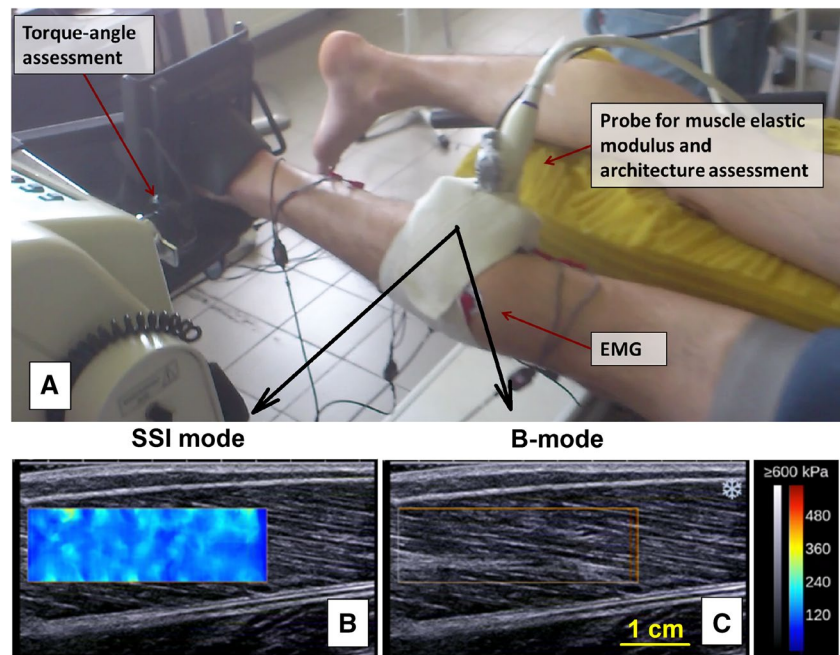 Torque-angle
assessment
Probe for muscle elastic
modulus and
architecture assessment
EMG
A
SSI mode
B-mode
≥600 kPa
480
360
240
120
B
1 cm
C